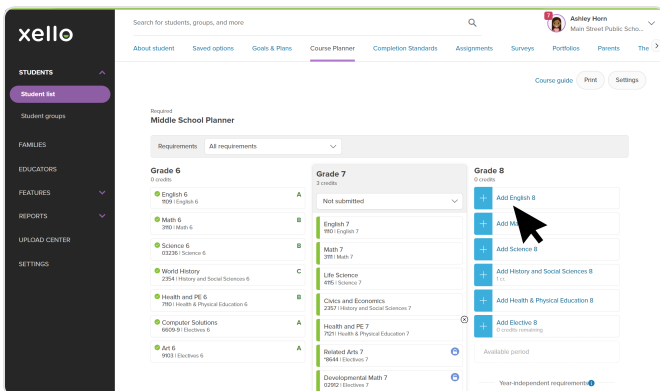 xello
Search for students, groups, and more
7
Ashley Hern
Main Street Public Scho...
About student
Saved options
Goals & Plans
Course Planner
Completion Standards
Assignments
Surveys
Portfolios
Parents
The
STUDENTS
Student list
Student groups
FAMILIES
EDUCATORS
FEATURES
REPORTS
UPLOAD CENTER
SETTINGS
Course guide
Print
Settings
Required
Middle School Planner
Requirements
All requirements
Grade 6
0 credits
English 6
A
1109 | English 6
Math 6
B
3110 | Math 6
Science 6
B
03236 | Science 6
World History
C
2354 | History and Social Sciences 6
Health and PE 6
B
7110 | Health & Physical Education 6
Computer Solutions
A
6609-9 | Electives 6
Art 6
A
9103 | Electives 6
Grade 7
3 credits
Not submitted
English 7
1110 | English 7
Math 7
3111 | Math 7
Life Science
4115 | Science 7
Civics and Economics
2357 | History and Social Sciences 7
Health and PE 7
7121 | Health & Physical Education 7
Related Arts 7
*8644 | Electives 7
Developmental Math 7
02912 | Electives 7
Grade 8
0 credits
Add English 8
Add
Add Science 8
Add History and Social Sciences 8
1 cr.
Add Health & Physical Education 8
Add Elective 8
0 credits remaining
Available period
Year-independent requirements